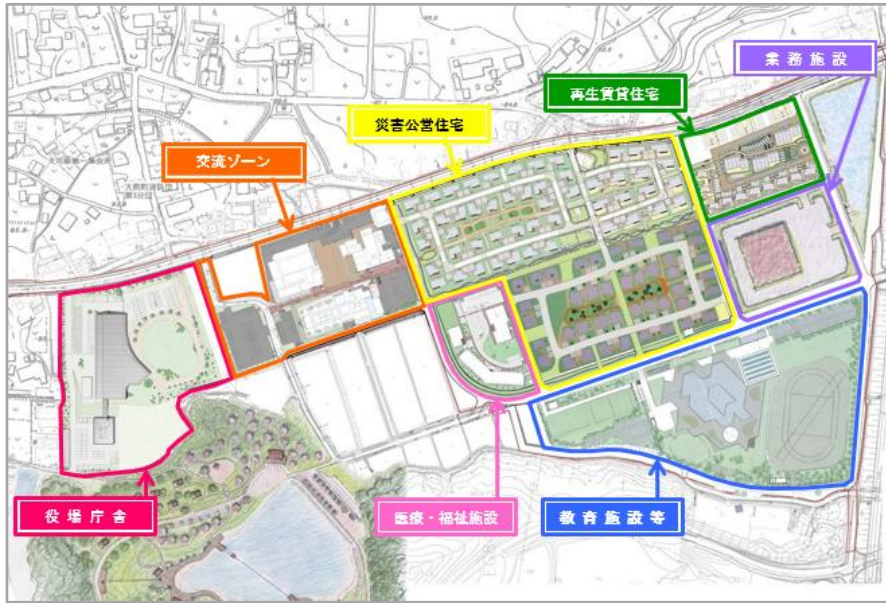 業務施設
再生賃貸住宅
災害公営住宅
交流ゾーン
役場庁舎
医療・福祉施設
教育施設等